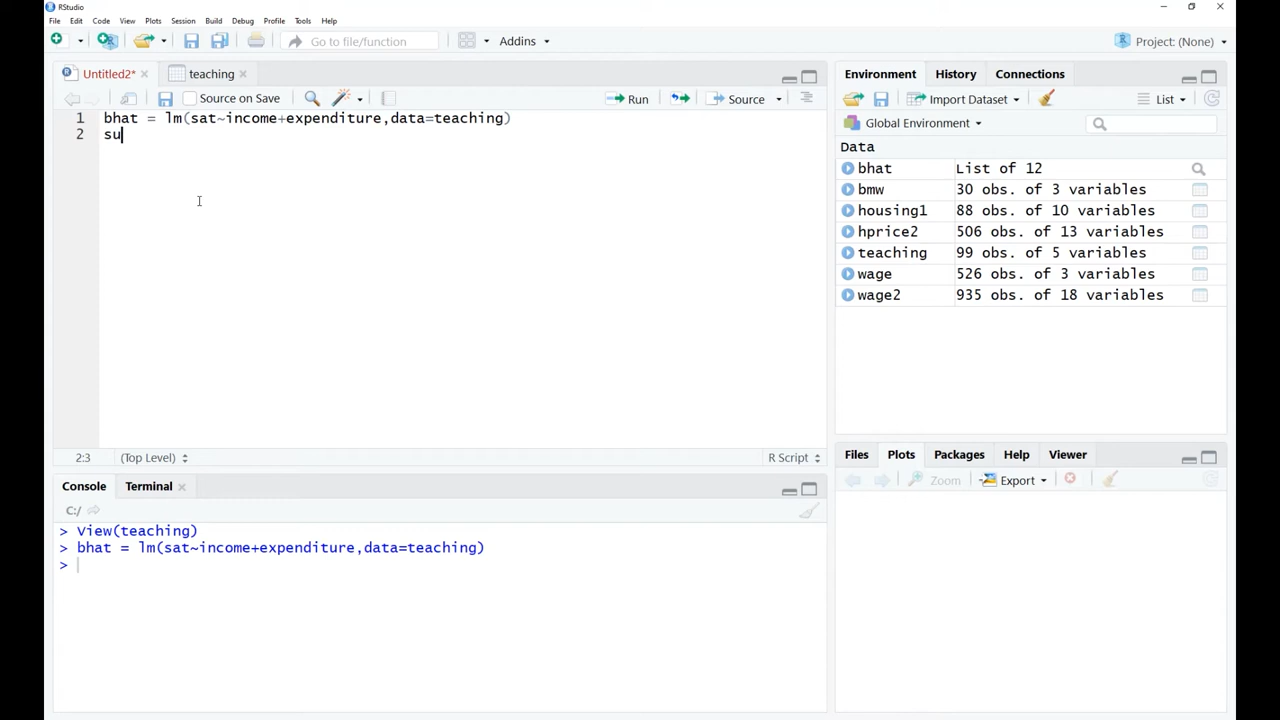 RStudio
File Edit Code View Plots Session Build Debug Profile Tools Help
Go to file/function Addins Project: (None)
Untitled2* teaching
Source on Save Run Source
1 bhat = lm(sat~income+expenditure,data=teaching)
2 su
2:3 (Top Level) R Script
Console Terminal
C:/
> View(teaching)
> bhat = lm(sat~income+expenditure,data=teaching)
>
Environment History Connections
Import Dataset List
Global Environment
Data
bhat List of 12
bmw 30 obs. of 3 variables
housing1 88 obs. of 10 variables
hprice2 506 obs. of 13 variables
teaching 99 obs. of 5 variables
wage 526 obs. of 3 variables
wage2 935 obs. of 18 variables
Files Plots Packages Help Viewer
Zoom Export